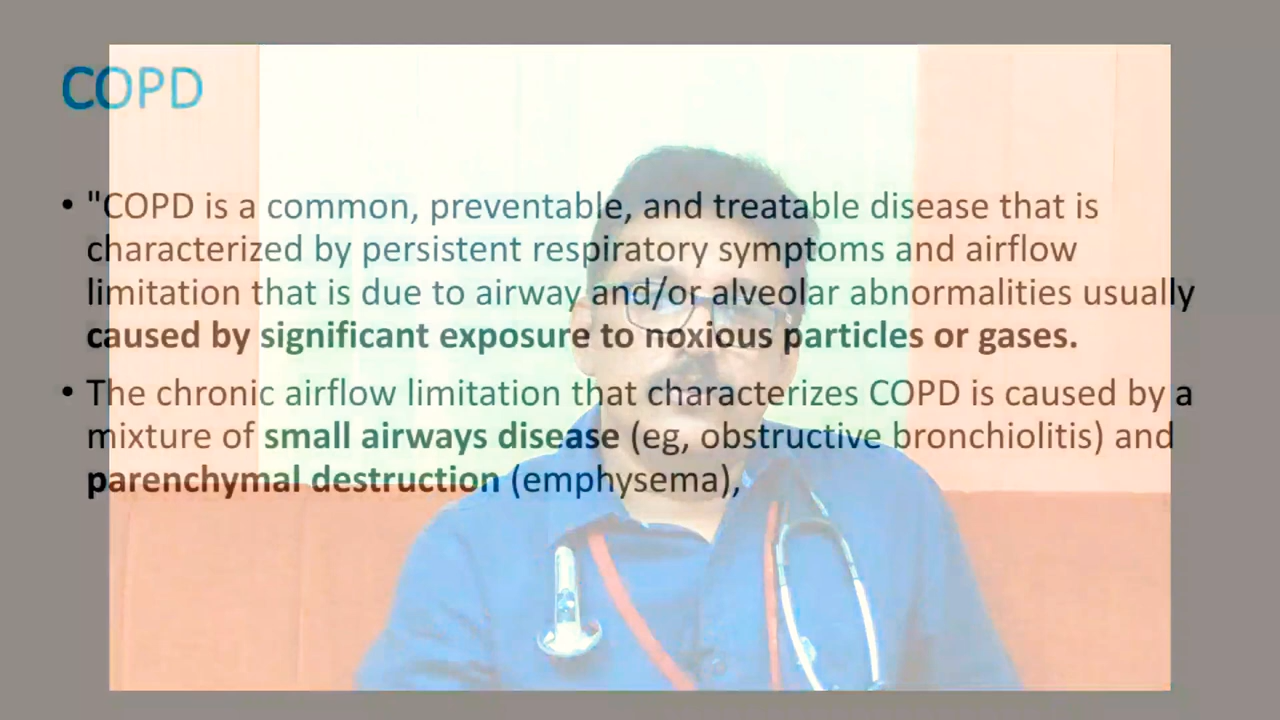 COPD
• "COPD is a common, preventable, and treatable disease that is
characterized by persistent respiratory symptoms and airflow
limitation that is due to airway and/or alveolar abnormalities usually
caused by significant exposure to noxious particles or gases.
• The chronic airflow limitation that characterizes COPD is caused by a
mixture of small airways disease (eg, obstructive bronchiolitis) and
parenchymal destruction (emphysema),